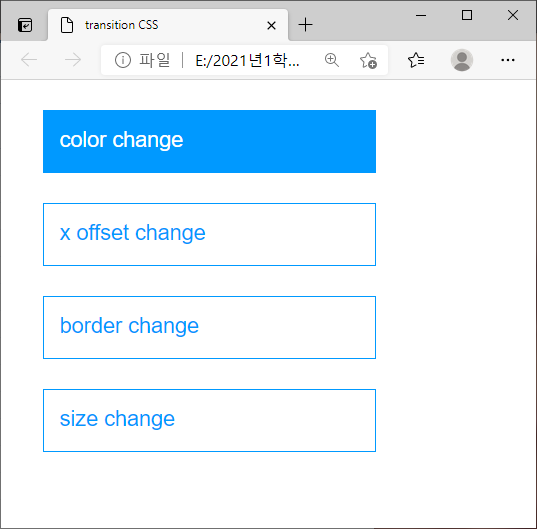 transition CSS
파일 E:/2021년1학...
color change
x offset change
border change
size change